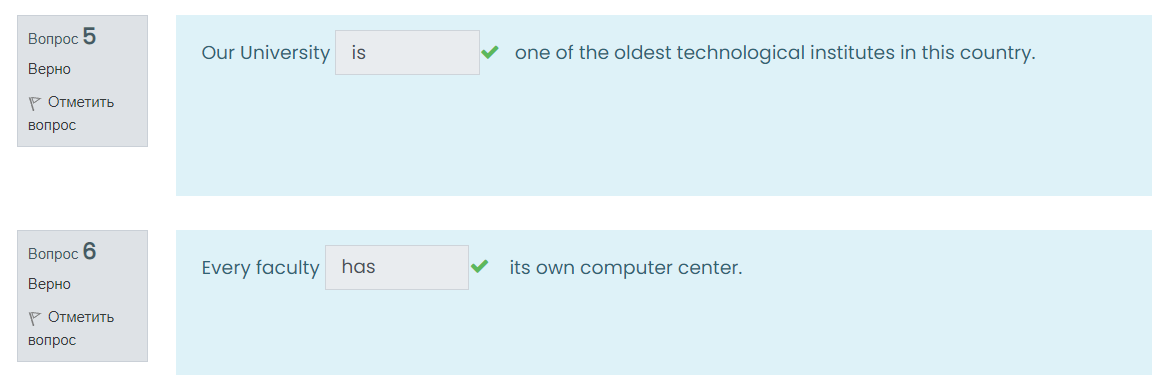 Вопрос 5
Верно
Отметить
вопрос
Our University is one of the oldest technological institutes in this country.
Вопрос 6
Верно
Отметить
вопрос
Every faculty has its own computer center.